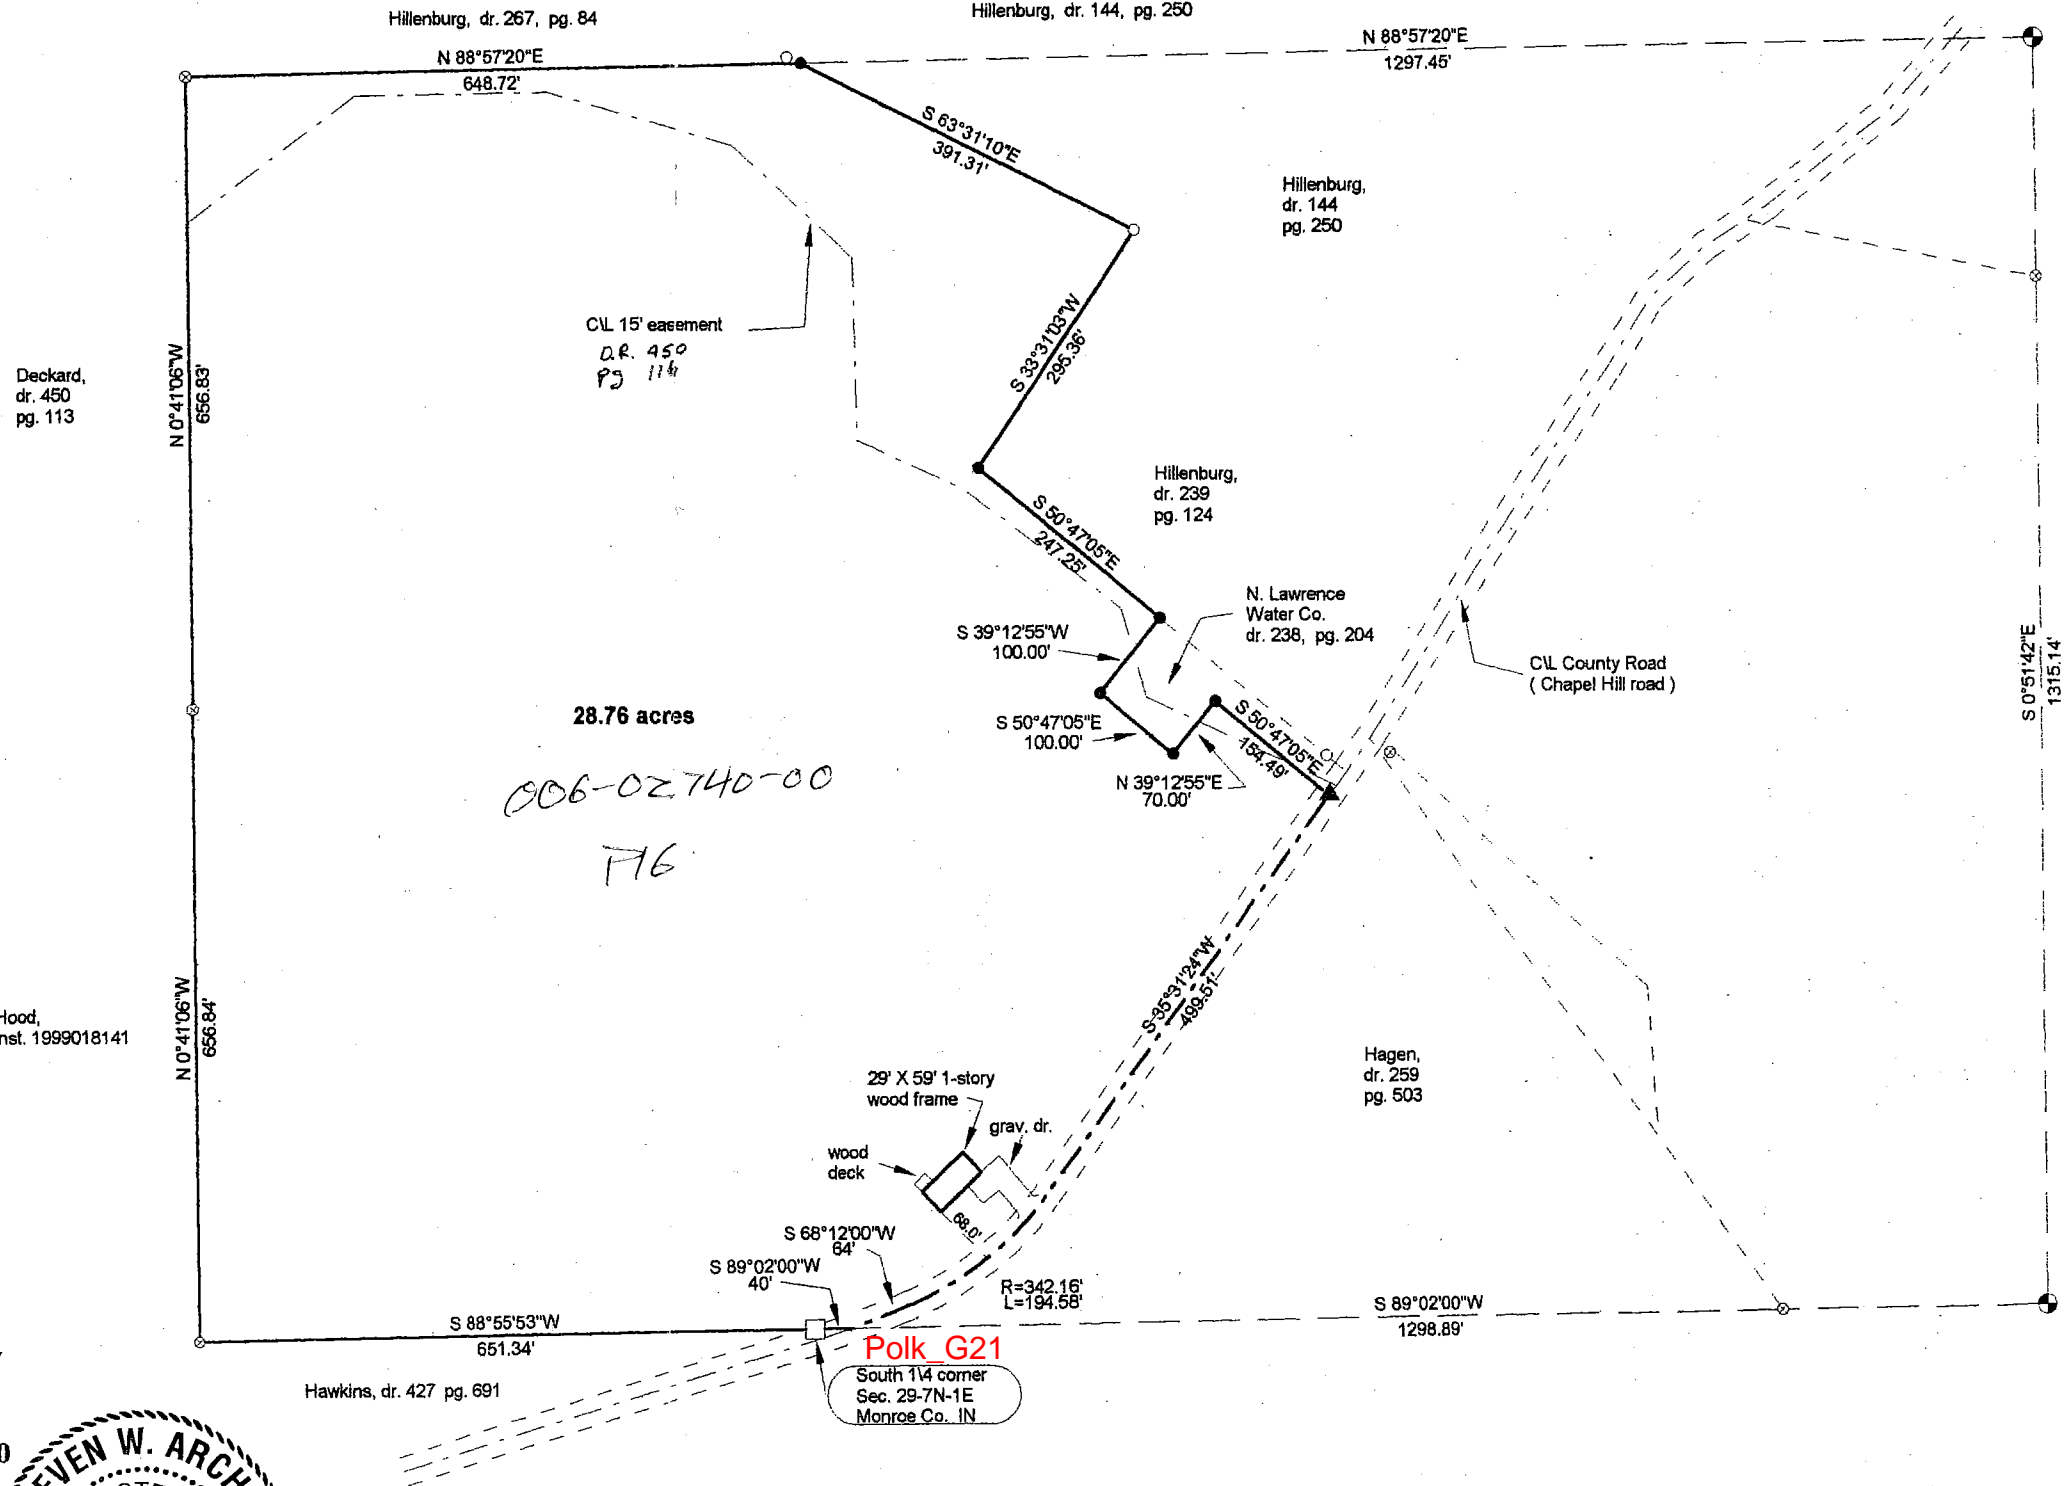 Hillenburg, dr. 267, pg. 84
Hillenburg, dr. 144, pg. 250
N 88°57'20"E
648.72'
N 88°57'20"E
1297.45'
S 63°31'10"E
391.31'
Hillenburg,
dr. 144
pg. 250
C\L 15' easement
D.R. 450
Pg 114
Deckard,
dr. 450
pg. 113
N 0°41'06"W
656.83'
S 33°31'03"W
295.36'
Hillenburg,
dr. 239
pg. 124
S 50°47'05"E
247.25'
N. Lawrence
Water Co.
dr. 238, pg. 204
S 39°12'55"W
100.00'
C\L County Road
( Chapel Hill road )
S 0°51'42"E
1315.14'
28.76 acres
S 50°47'05"E
100.00'
S 50°47'05"E
154.49'
N 39°12'55"E
70.00'
006-02740-00
P16
S 35°31'24"W
499.51'
N 0°41'06"W
656.84'
Hood,
nst. 1999018141
Hagen,
dr. 259
pg. 503
29' X 59' 1-story
wood frame
grav. dr.
wood
deck
68.0'
S 68°12'00"W
64'
S 89°02'00"W
40'
R=342.16'
L=194.58'
S 88°55'53"W
651.34'
S 89°02'00"W
1298.89'
Polk_G21
South 1\4 corner
Sec. 29-7N-1E
Monroe Co. IN
Hawkins, dr. 427 pg. 691
EVEN W. ARCH